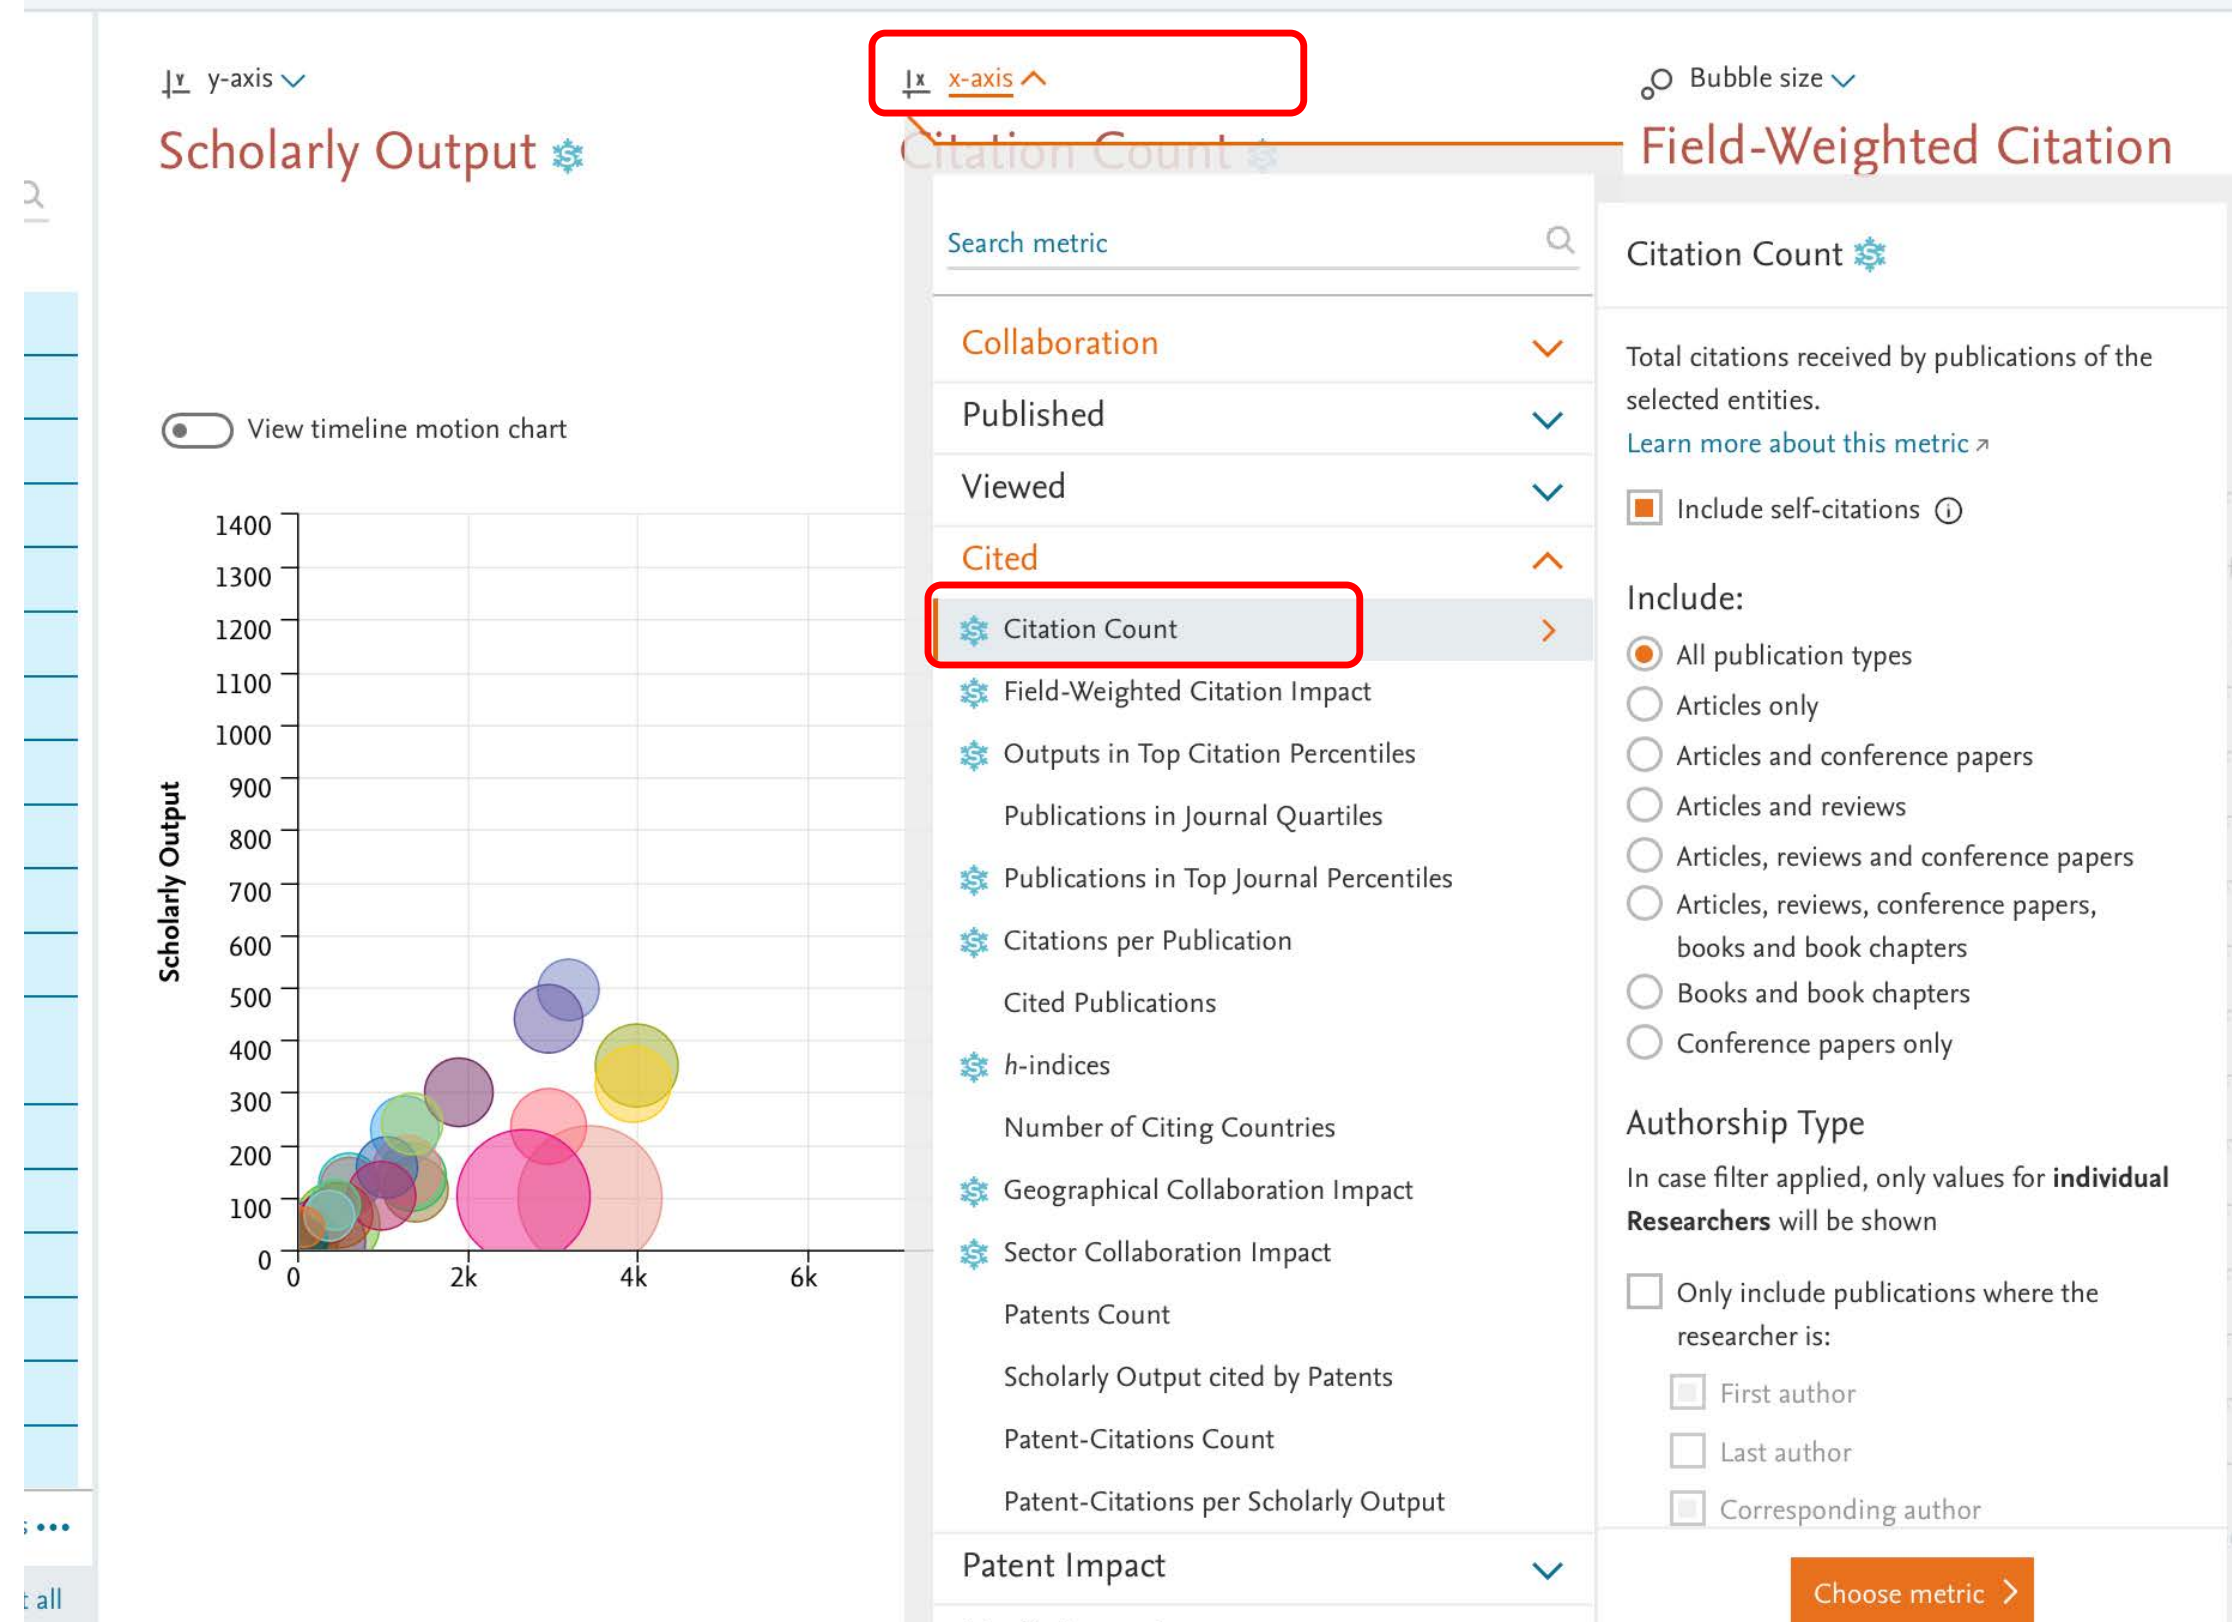 y-axis
x-axis
Bubble size
Scholarly Output
Citation Count
Field-Weighted Citation
Search metric
Collaboration
Published
Viewed
Cited
Citation Count
Field-Weighted Citation Impact
Outputs in Top Citation Percentiles
Publications in Journal Quartiles
Publications in Top Journal Percentiles
Citations per Publication
Cited Publications
h-indices
Number of Citing Countries
Geographical Collaboration Impact
Sector Collaboration Impact
Patents Count
Scholarly Output cited by Patents
Patent-Citations Count
Patent-Citations per Scholarly Output
Patent Impact
Citation Count
Total citations received by publications of the
selected entities.
Learn more about this metric
Include self-citations
Include:
All publication types
Articles only
Articles and conference papers
Articles and reviews
Articles, reviews and conference papers
Articles, reviews, conference papers,
books and book chapters
Books and book chapters
Conference papers only
Authorship Type
In case filter applied, only values for individual
Researchers will be shown
Only include publications where the
researcher is:
First author
Last author
Corresponding author
Choose metric
View timeline motion chart
Scholarly Output
1400
1300
1200
1100
1000
900
800
700
600
500
400
300
200
100
0
0 2k 4k 6k
all